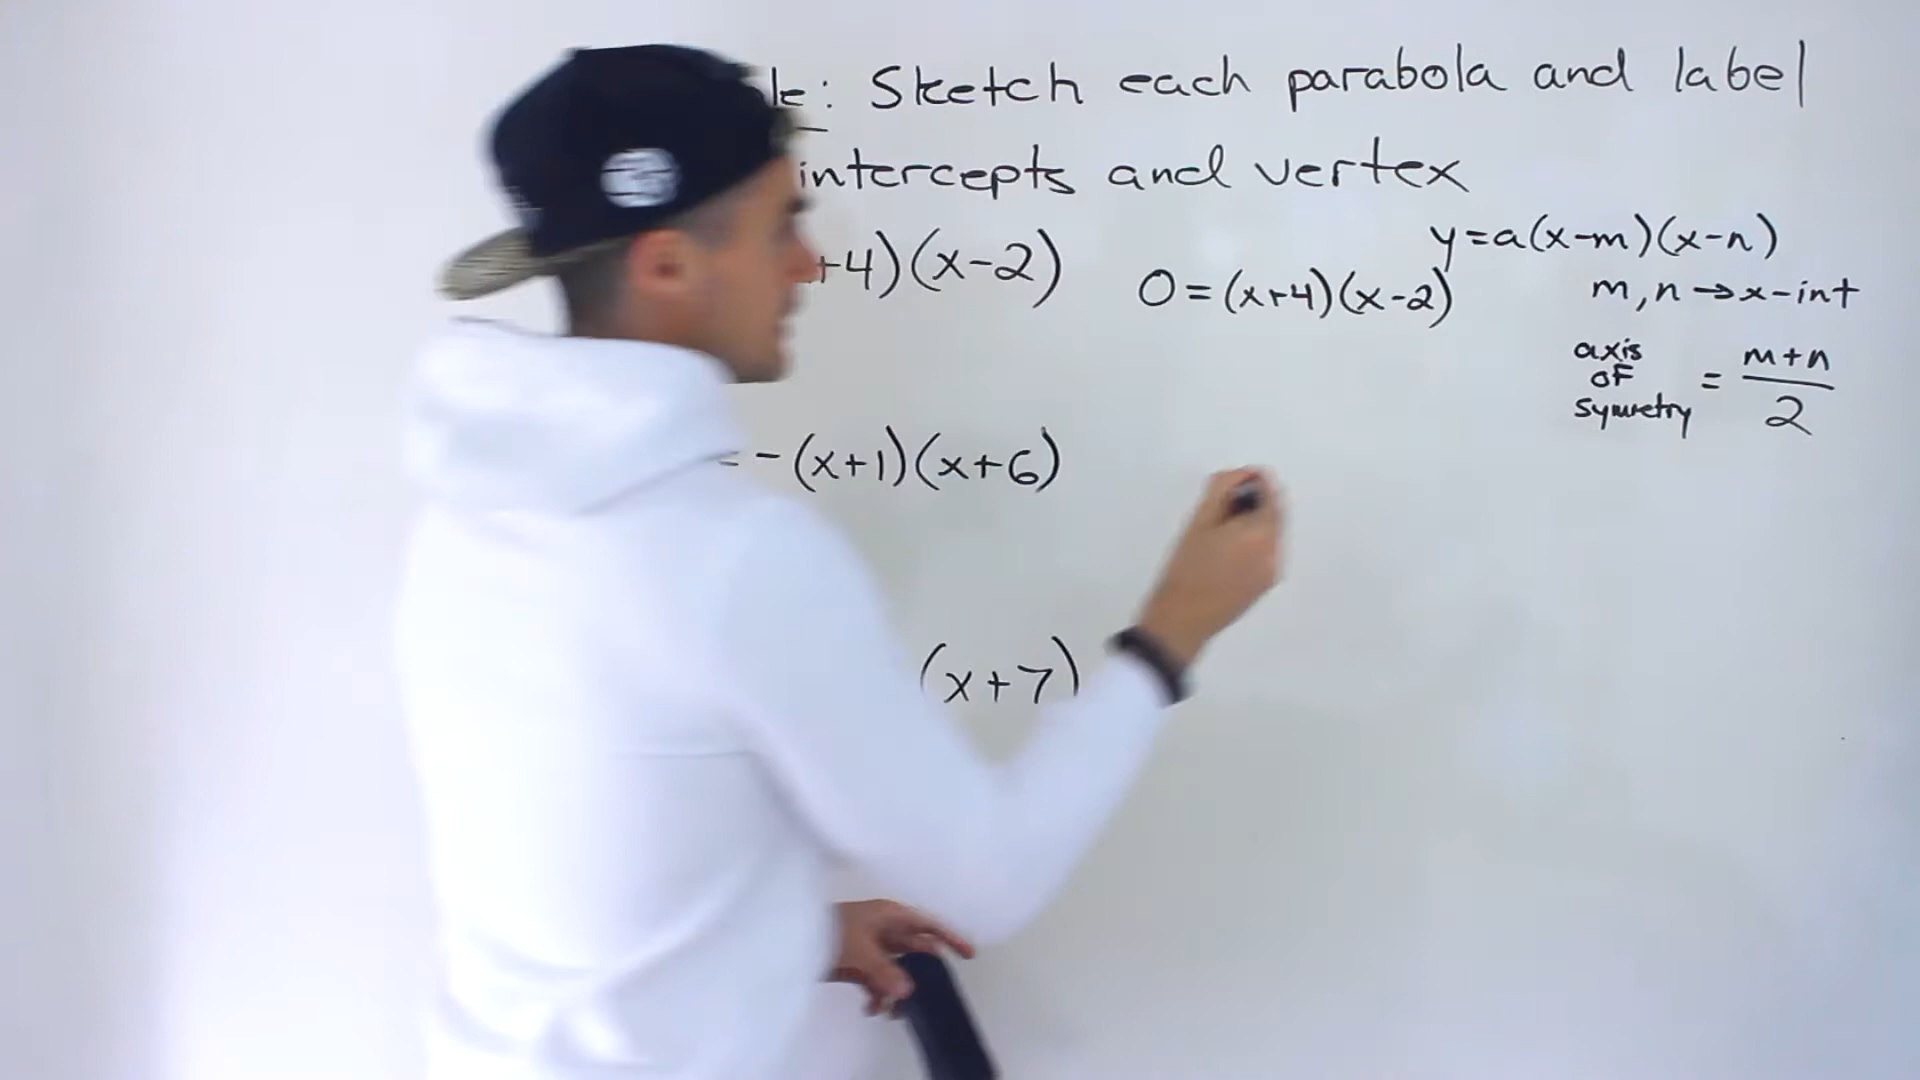 : Sketch each parabola and label
intercepts and vertex
+4)(x-2)
0=(x+4)(x-2)
y=a(x-m)(x-n)
m,n→x-int
axis
of
symetry
= m+n
2
= -(x+1)(x+6)
(x+7)